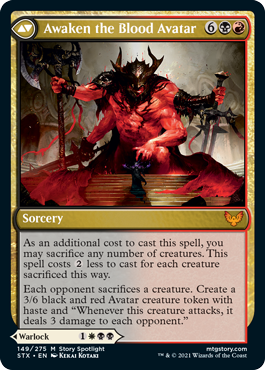 Awaken the Blood Avatar 6
Sorcery
As an additional cost to cast this spell, you
may sacrifice any number of creatures. This
spell costs 2 less to cast for each creature
sacrificed this way.
Each opponent sacrifices a creature. Create a
3/6 black and red Avatar creature token with
haste and “Whenever this creature attacks, it
deals 3 damage to each opponent.”
Warlock 1
149/275 M Story Spotlight
STX • EN KEKAI KOTAKI
mtgstory.com
™ & © 2021 Wizards of the Coast